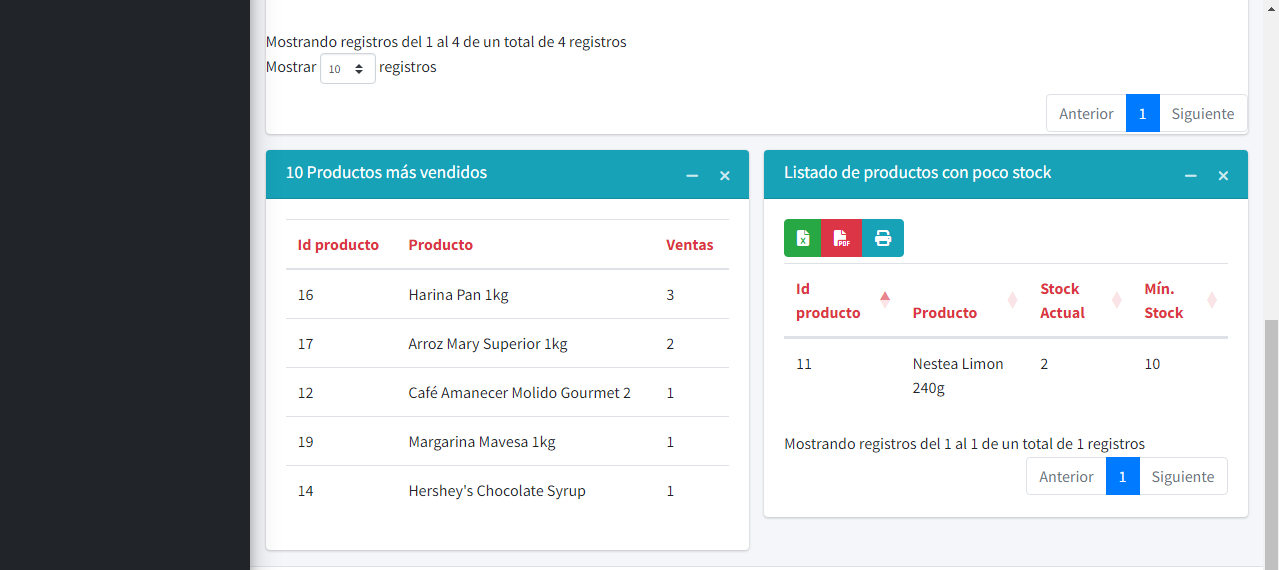 Mostrando registros del 1 al 4 de un total de 4 registros
Mostrar 10 registros
Anterior 1 Siguiente
10 Productos más vendidos
Id producto Producto Ventas
16 Harina Pan 1kg 3
17 Arroz Mary Superior 1kg 2
12 Café Amanecer Molido Gourmet 2 1
19 Margarina Mavesa 1kg 1
14 Hershey's Chocolate Syrup 1
Listado de productos con poco stock
PDF
Id producto Producto Stock Actual Mín. Stock
11 Nestea Limon 240g 2 10
Mostrando registros del 1 al 1 de un total de 1 registros
Anterior 1 Siguiente